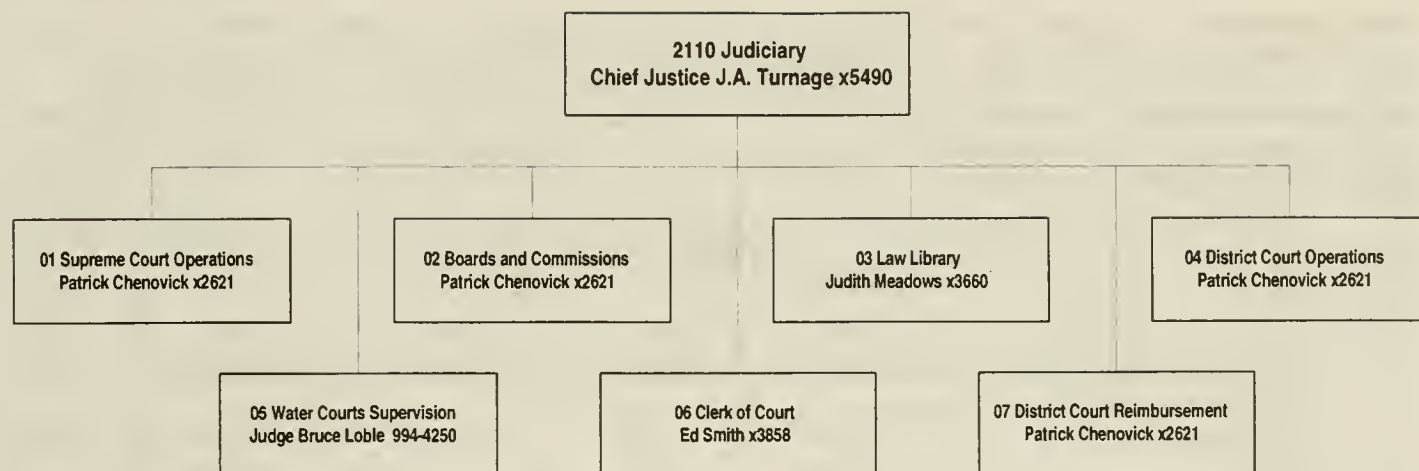 2110 Judiciary
Chief Justice J.A. Turnage x5490
01 Supreme Court Operations
Patrick Chenovick x2621
02 Boards and Commissions
Patrick Chenovick x2621
03 Law Library
Judith Meadows x3660
04 District Court Operations
Patrick Chenovick x2621
05 Water Courts Supervision
Judge Bruce Loble 994-4250
06 Clerk of Court
Ed Smith x3858
07 District Court Reimbursement
Patrick Chenovick x2621